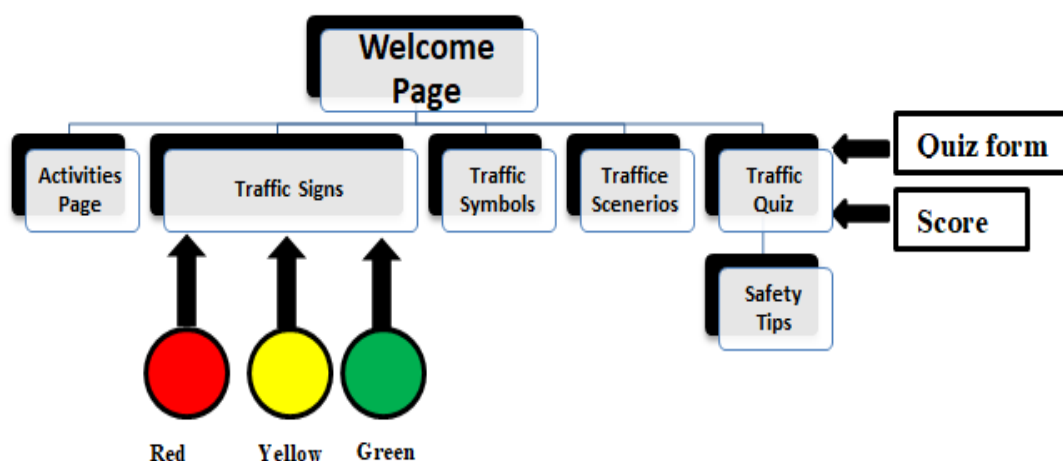 Welcome
Page
Activities
Page
Traffic Signs
Traffic
Symbols
Traffice
Scenerios
Traffic
Quiz
Quiz form
Score
Safety
Tips
Red
Yellow
Green